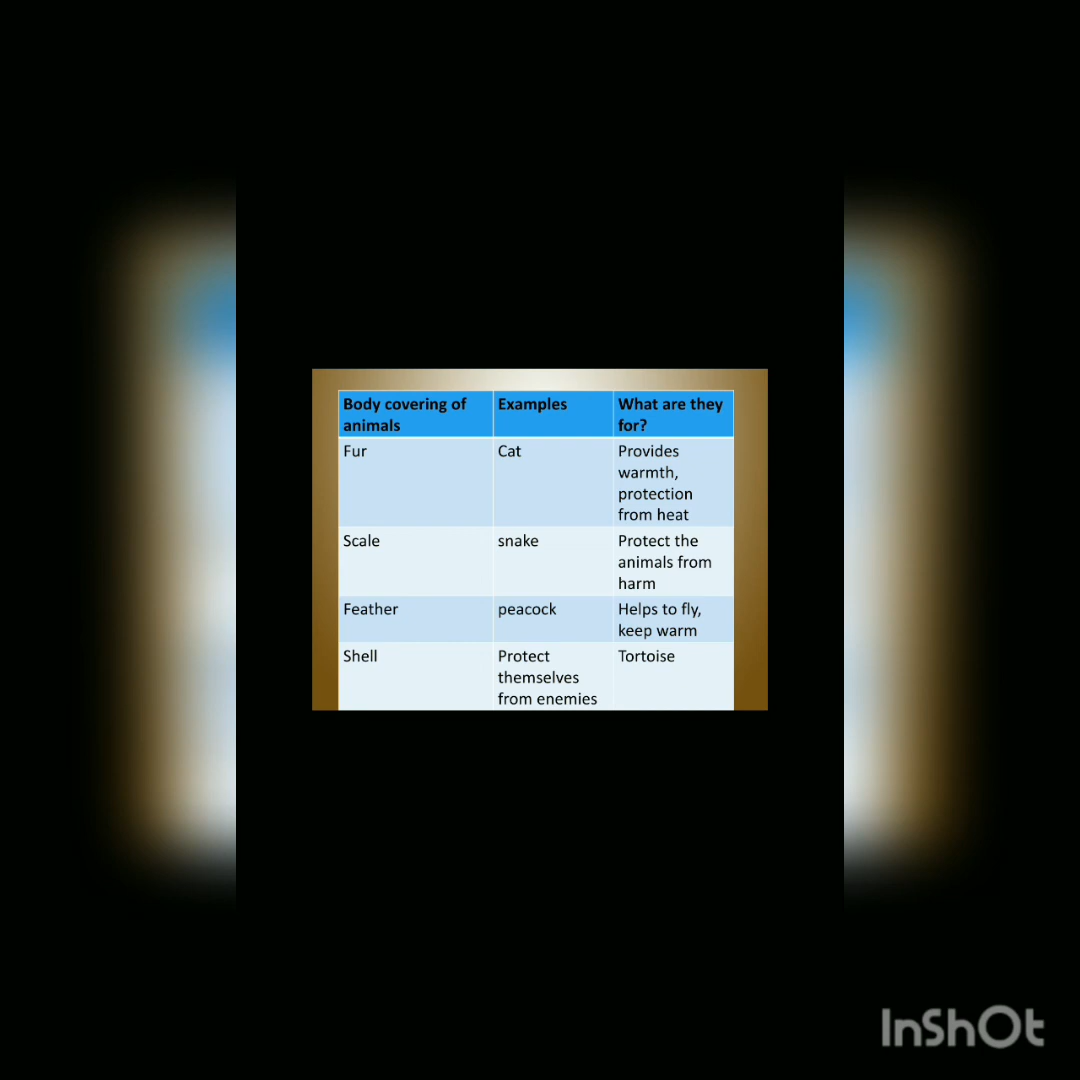 Body covering of animals Examples What are they for?
Fur Cat Provides warmth, protection from heat
Scale snake Protect the animals from harm
Feather peacock Helps to fly, keep warm
Shell Protect themselves from enemies Tortoise
InShOt